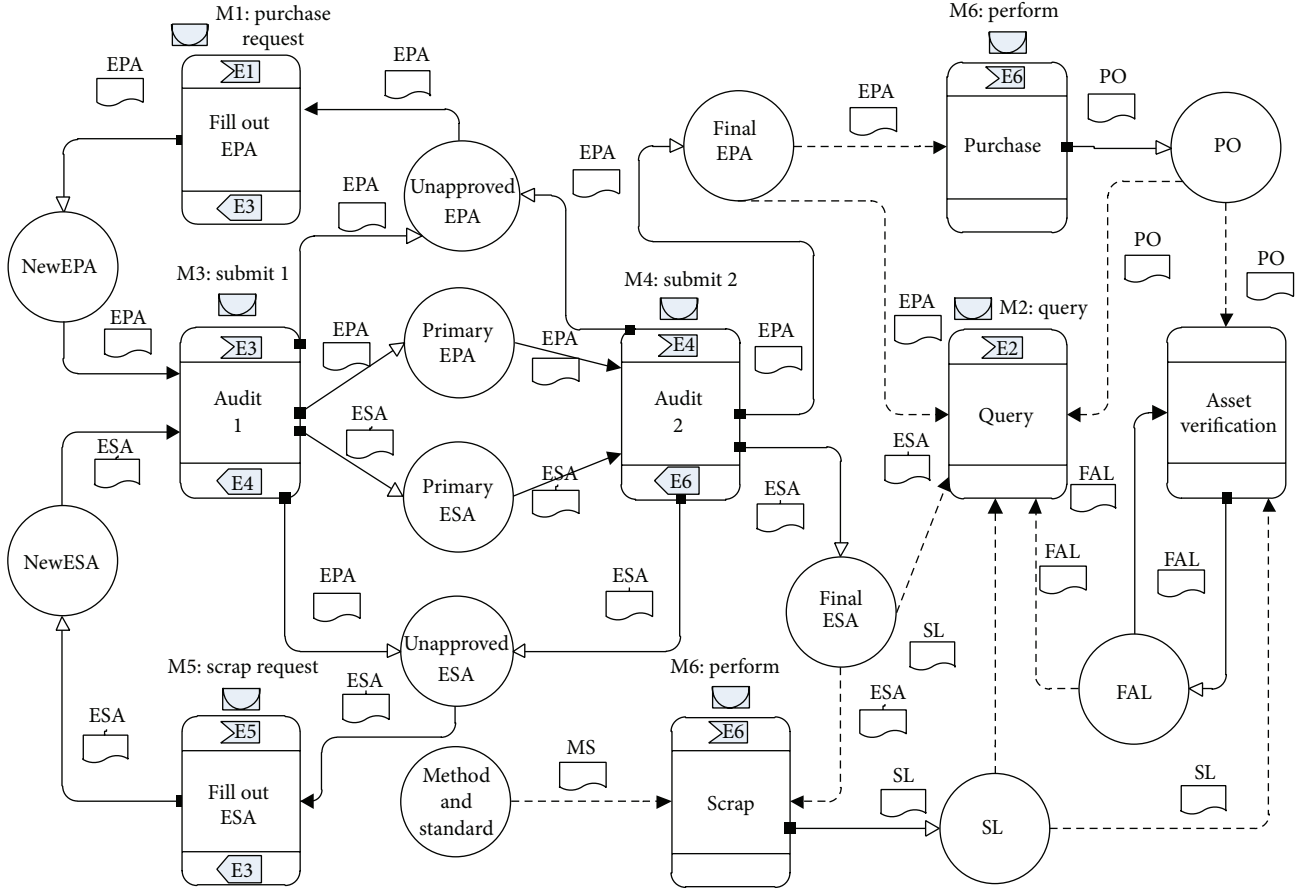 M1: purchase
request
M6: perform
EPA
E1
EPA
E6
PO
Fill out
EPA
EPA
Final
EPA
EPA
Purchase
PO
E3
EPA
Unapproved
EPA
NewEPA
M3: submit 1
M4: submit 2
PO
PO
EPA
E3
EPA
Primary
EPA
EPA
E4
EPA
EPA
M2: query
E2
Audit
1
Audit
2
Query
Asset
verification
ESA
ESA
E4
Primary
ESA
ESA
E6
ESA
ESA
FAL
NewESA
EPA
ESA
Final
ESA
FAL
FAL
Unapproved
ESA
SL
FAL
M5: scrap request
ESA
M6: perform
ESA
ESA
E5
E6
Fill out
ESA
Method
and
standard
MS
Scrap
SL
SL
SL
E3